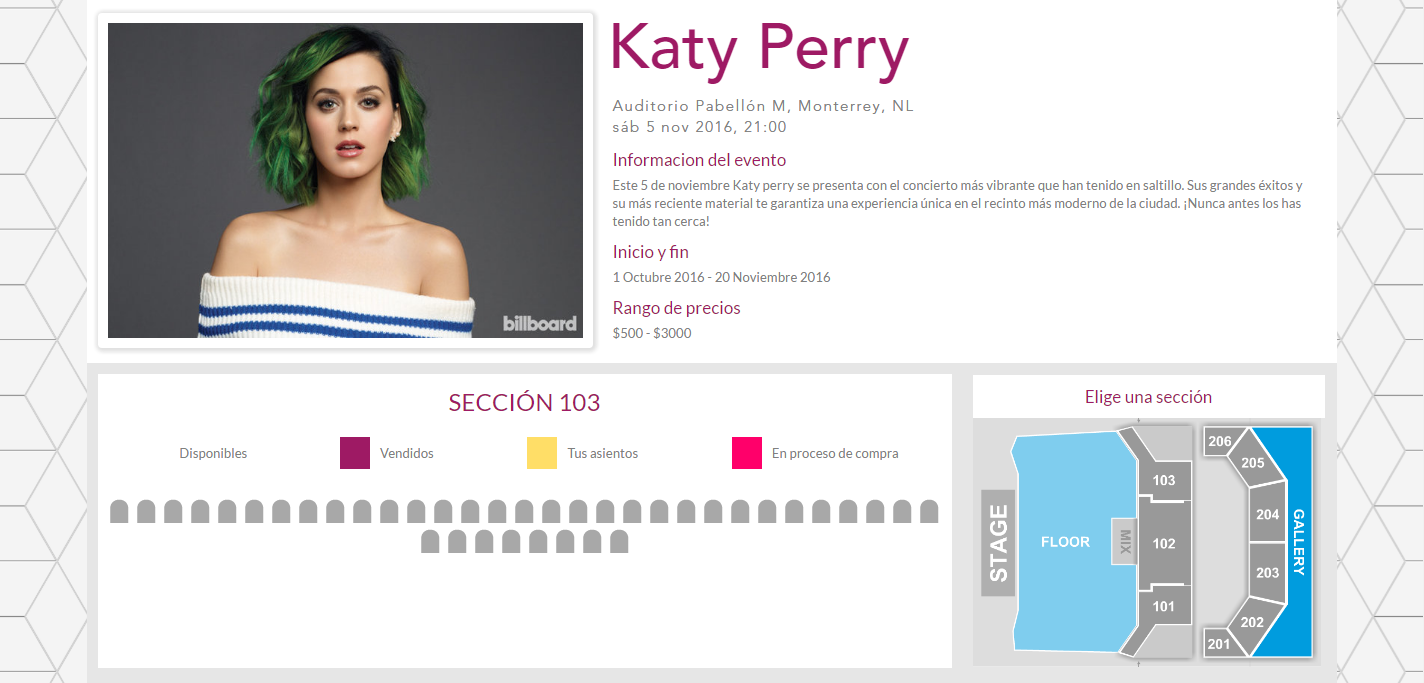 Katy Perry
Auditorio Pabellón M, Monterrey, NL
sáb 5 nov 2016, 21:00
Informacion del evento
Este 5 de noviembre Katy perry se presenta con el concierto más vibrante que han tenido en saltillo. Sus grandes éxitos y
su más reciente material te garantiza una experiencia única en el recinto más moderno de la ciudad. ¡Nunca antes los has
tenido tan cerca!
Inicio y fin
1 Octubre 2016 - 20 Noviembre 2016
Rango de precios
$500 - $3000
billboard
SECCIÓN 103
Disponibles
Vendidos
Tus asientos
En proceso de compra
Elige una sección
STAGE
FLOOR
MIX
103
102
101
206
205
204
203
202
201
GALLERY